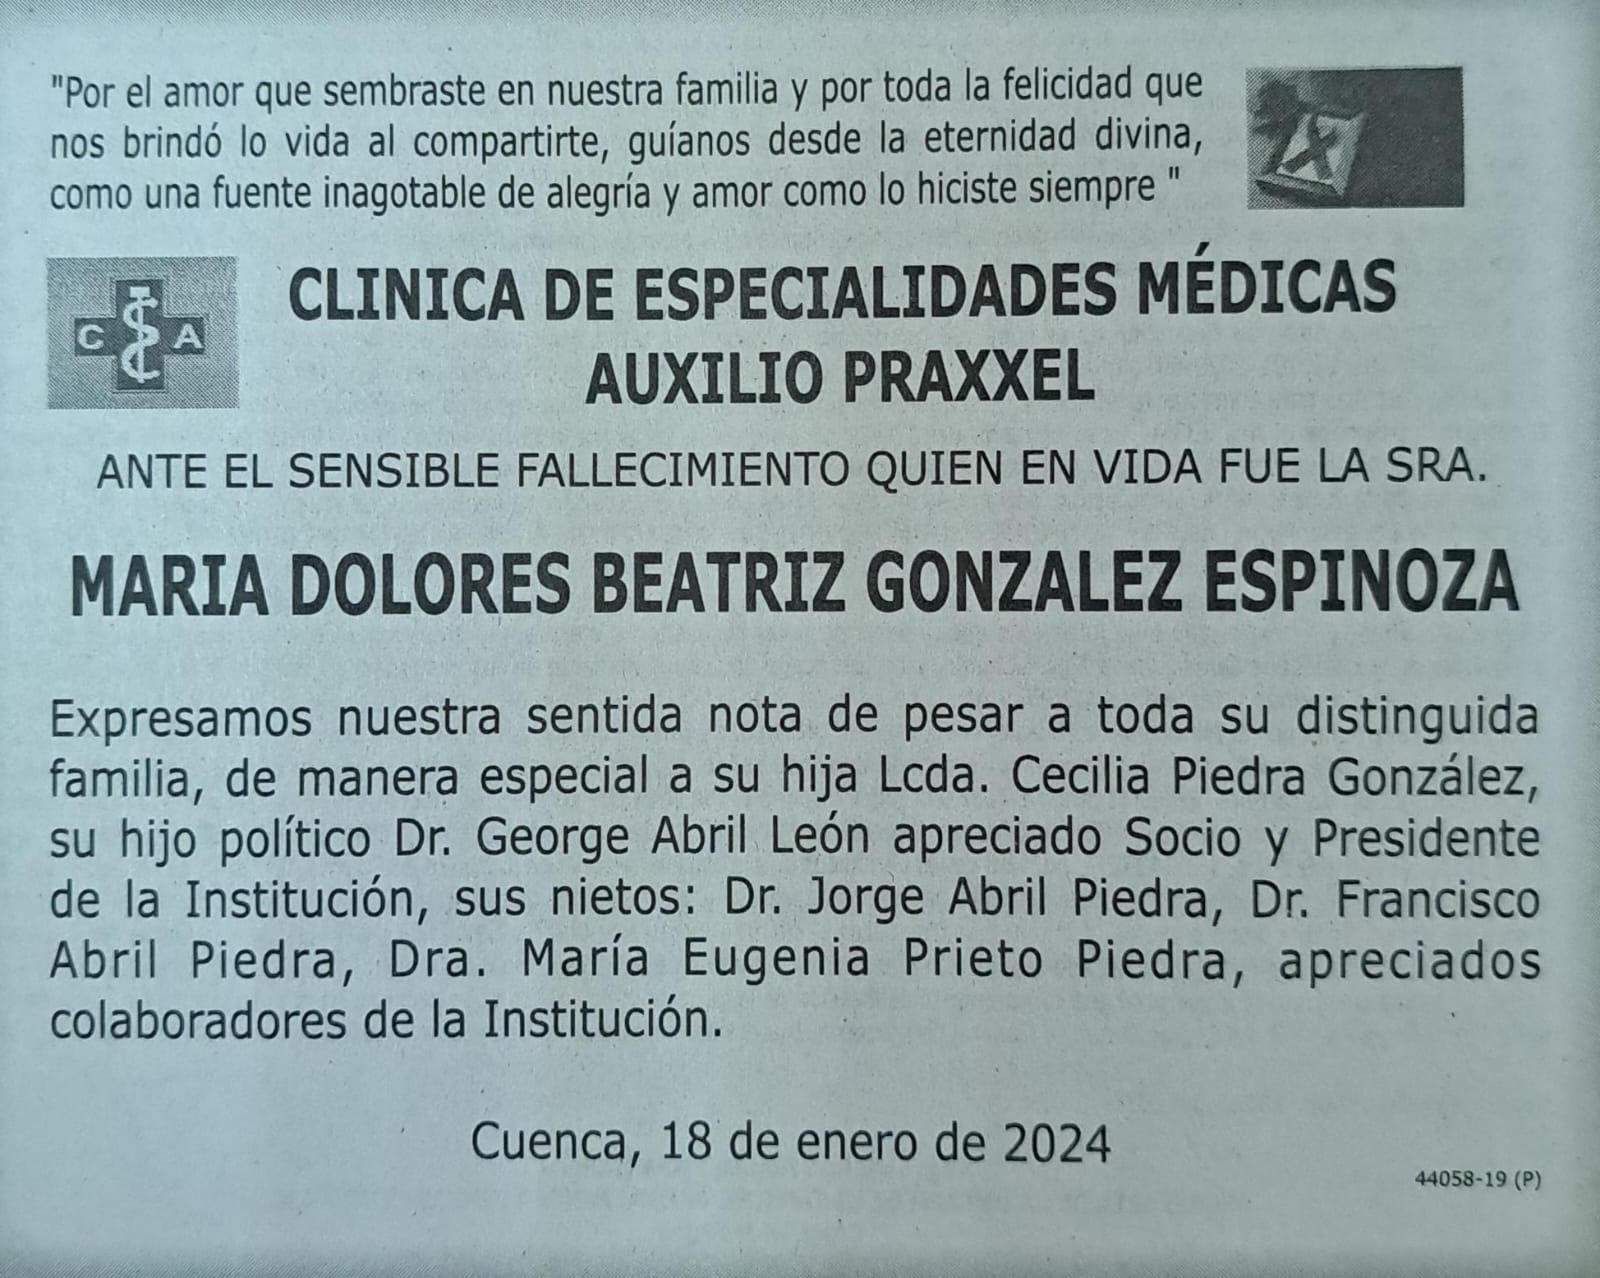 "Por el amor que sembraste en nuestra familia y por toda la felicidad que
nos brindó lo vida al compartirte, guíanos desde la eternidad divina,
como una fuente inagotable de alegría y amor como lo hiciste siempre "
CLINICA DE ESPECIALIDADES MÉDICAS
AUXILIO PRAXXEL
C A
ANTE EL SENSIBLE FALLECIMIENTO QUIEN EN VIDA FUE LA SRA.
MARIA DOLORES BEATRIZ GONZALEZ ESPINOZA
Expresamos nuestra sentida nota de pesar a toda su distinguida
familia, de manera especial a su hija Lcda. Cecilia Piedra González,
su hijo político Dr. George Abril León apreciado Socio y Presidente
de la Institución, sus nietos: Dr. Jorge Abril Piedra, Dr. Francisco
Abril Piedra, Dra. María Eugenia Prieto Piedra, apreciados
colaboradores de la Institución.
Cuenca, 18 de enero de 2024
44058-19 (P)